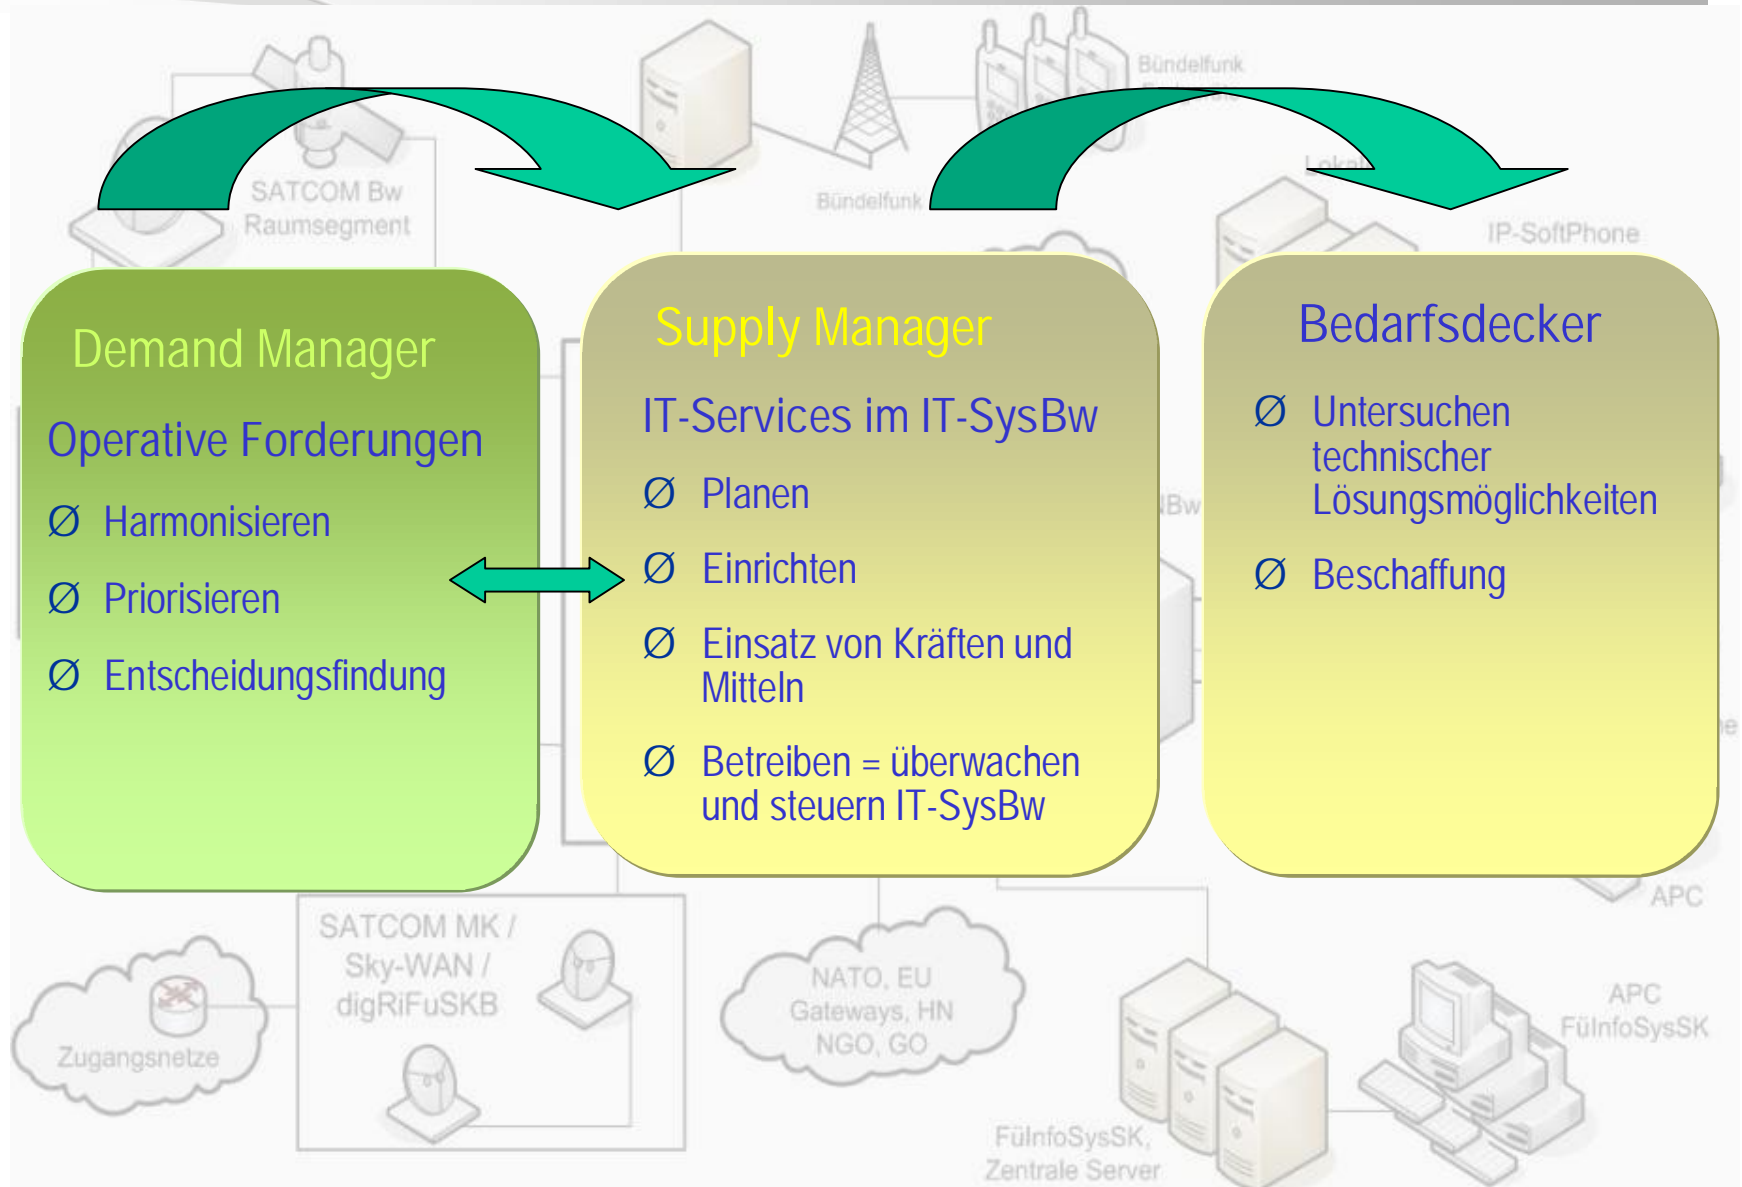 SATCOM Bw
Raumsegment
Bündelfunk
Bündelfunk
IP-SoftPhone
Demand Manager
Operative Forderungen
Ø Harmonisieren
Ø Priorisieren
Ø Entscheidungsfindung
Supply Manager
IT-Services im IT-SysBw
Ø Planen
Ø Einrichten
Ø Einsatz von Kräften und
Mitteln
Ø Betreiben = überwachen
und steuern IT-SysBw
Bedarfsdecker
Ø Untersuchen
technischer
Lösungsmöglichkeiten
Ø Beschaffung
APC
SATCOM MK /
Sky-WAN /
digRiFuSKB
Zugangsnetze
NATO, EU
Gateways, HN
NGO, GO
APC
FüInfoSysSK
FüInfoSysSK,
Zentrale Server